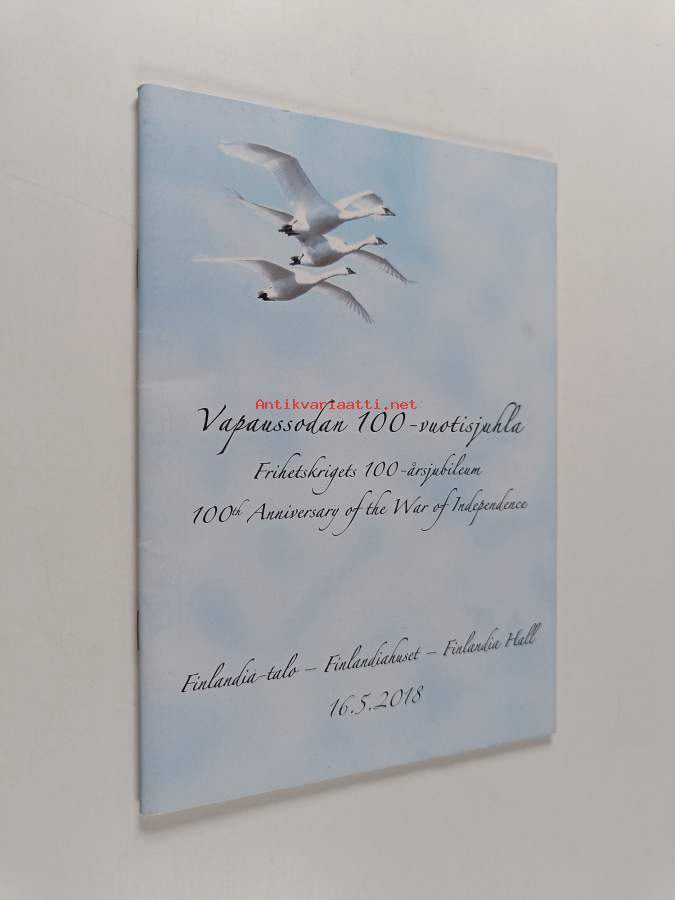 Antikvariaatti.net
Vapaussodan 100-vuotisjuhla
Frihetskrigets 100-årsjubileum
100th Anniversary of the War of Independence
Finlandia-talo – Finlandiahuset – Finlandia Hall
16.5.2018